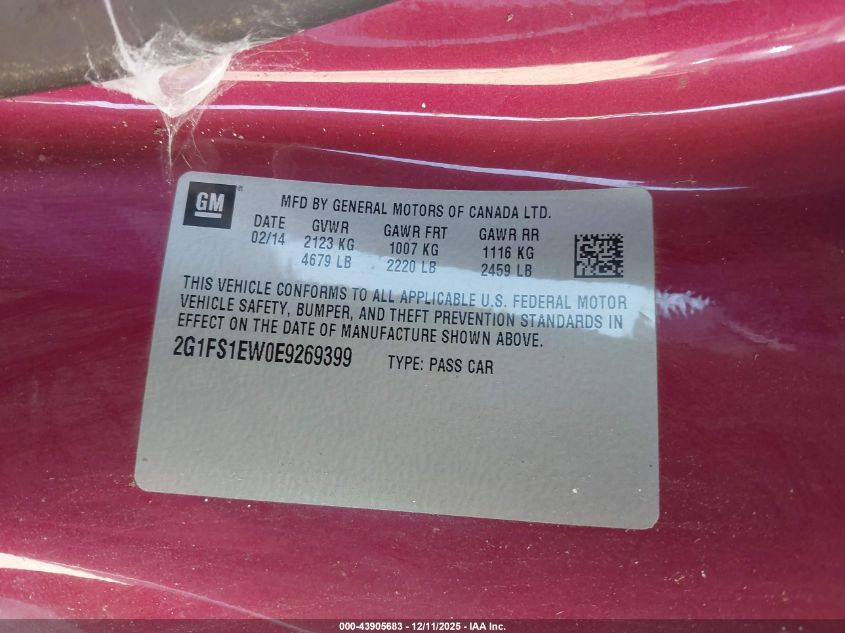 GM ®
MFD BY GENERAL MOTORS OF CANADA LTD.
DATE GVWR GAWR FRT GAWR RR
02/14 2123 KG 1007 KG 1116 KG
4679 LB 2220 LB 2459 LB
THIS VEHICLE CONFORMS TO ALL APPLICABLE U.S. FEDERAL MOTOR
VEHICLE SAFETY, BUMPER, AND THEFT PREVENTION STANDARDS IN
EFFECT ON THE DATE OF MANUFACTURE SHOWN ABOVE.
2G1FS1EW0E9269399 TYPE: PASS CAR
000-43905683 - 12/11/2025 - IAA Inc.